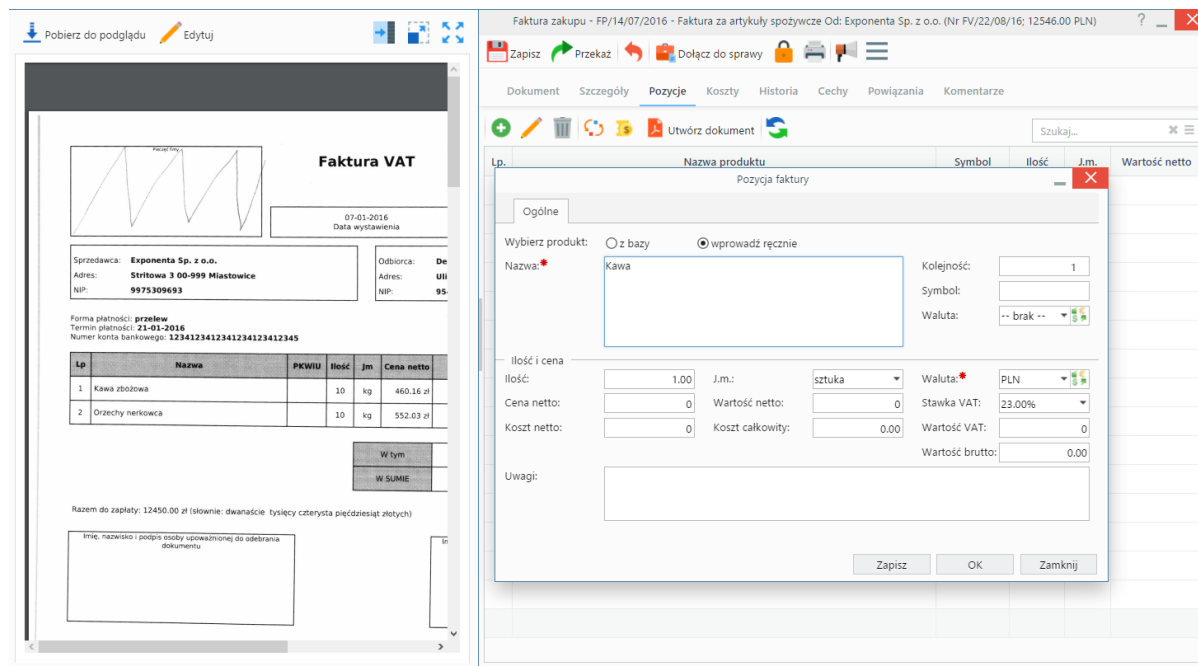 Pobierz do podglądu Edytuj
Pieczęć firmy
Faktura VAT
07-01-2016
Data wystawienia
Sprzedawca: Exponenta Sp. z o.o.
Adres: Stritowa 3 00-999 Miastowice
NIP: 9975309693
Odbiorca: De
Adres: Uli
NIP: 95-
Forma płatności: przelew
Termin płatności: 21-01-2016
Numer konta bankowego: 12341234123412341234123412345
Lp Nazwa PKWiU Ilość Jm Cena netto
1 Kawa zbożowa 10 kg 460.16 zł
2 Orzechy nerkowca 10 kg 552.03 zł
W tym
W SUMIE
Razem do zapłaty: 12450.00 zł (słownie: dwanaście tysięcy czterysta pięćdziesiąt złotych)
Imię, nazwisko i podpis osoby upoważnionej do odebrania
dokumentu
Faktura zakupu - FP/14/07/2016 - Faktura za artykuły spożywcze Od: Exponenta Sp. z o.o. (Nr FV/22/08/16; 12546.00 PLN)
Zapisz Przekaż Dołącz do sprawy
Dokument Szczegóły Pozycje Koszty Historia Cechy Powiązania Komentarze
Utwórz dokument Szukaj...
Lp. Nazwa produktu Symbol Ilość J.m. Wartość netto
Pozycja faktury
Ogólne
Wybierz produkt: z bazy wprowadź ręcznie
Nazwa:* Kawa Kolejność: 1
Symbol:
Waluta: -- brak --
Ilość i cena
Ilość: 1.00 J.m.: sztuka Waluta:* PLN
Cena netto: 0 Wartość netto: 0 Stawka VAT: 23.00%
Koszt netto: 0 Koszt całkowity: 0.00 Wartość VAT: 0
Wartość brutto: 0.00
Uwagi:
Zapisz OK Zamknij